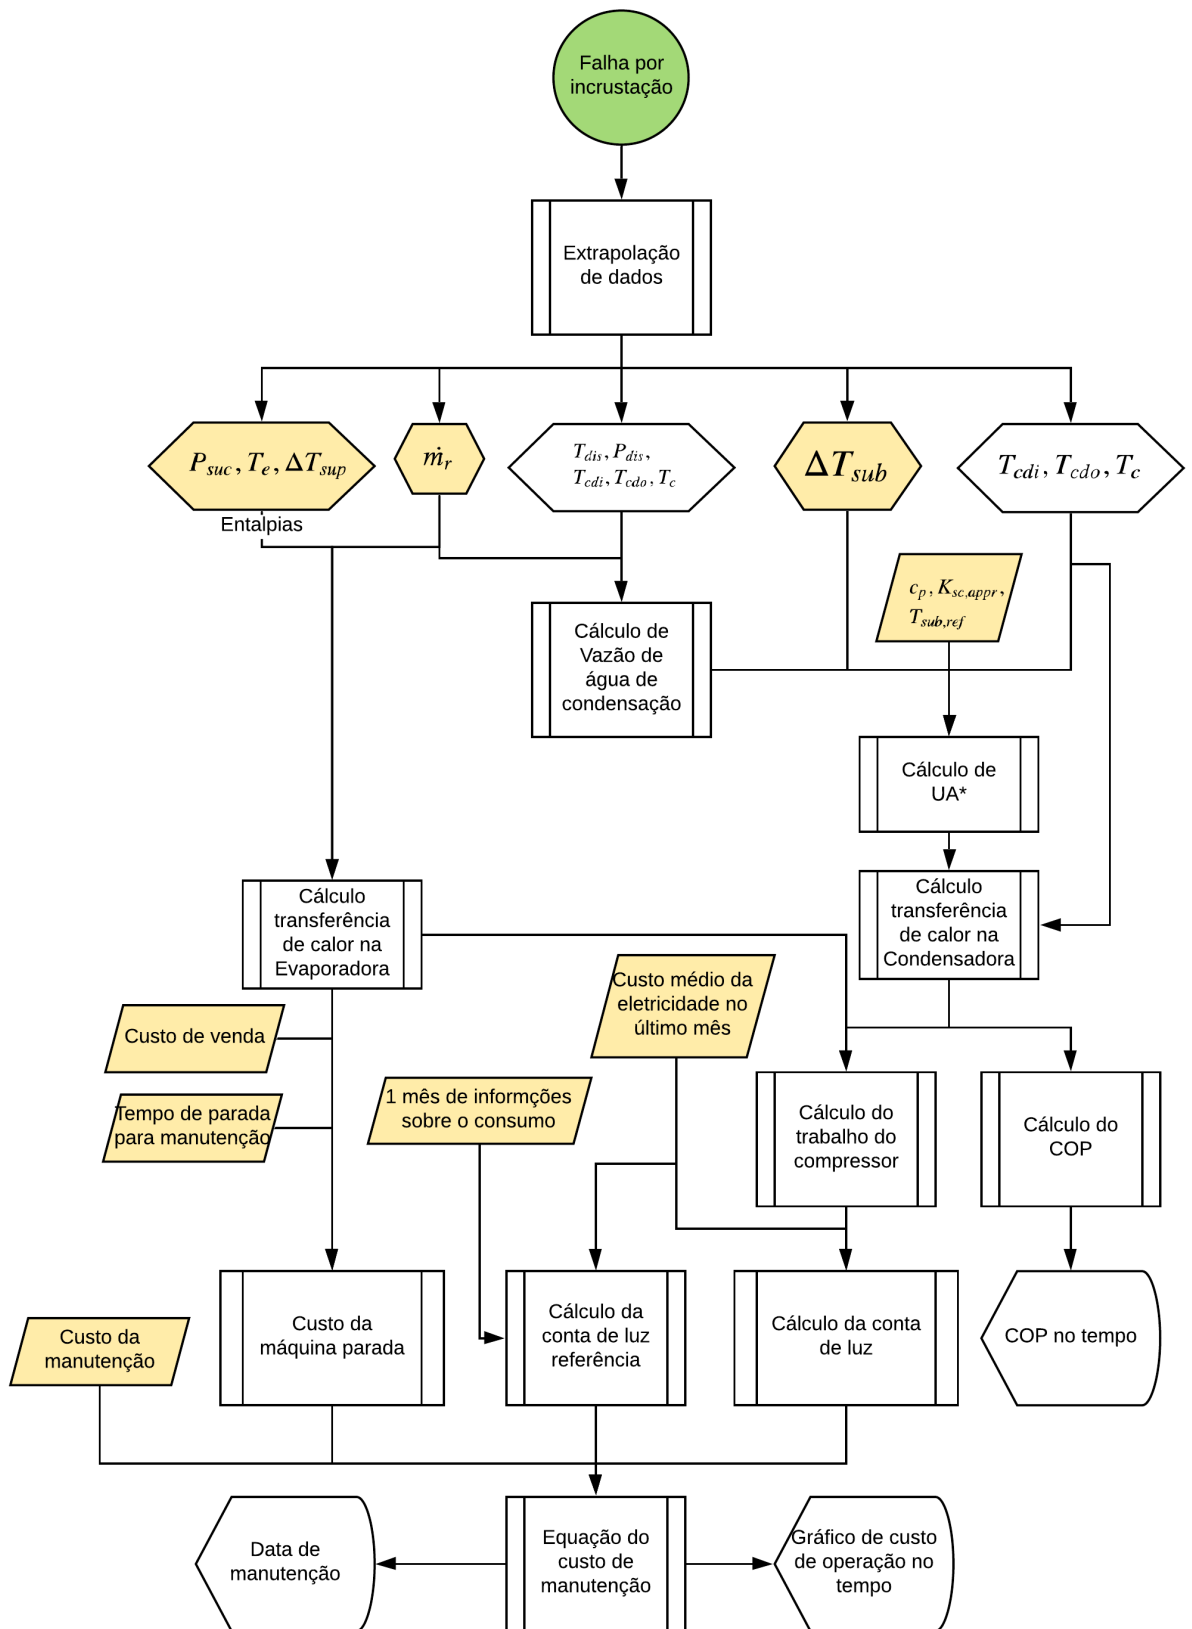 Falha por
incrustação
Extrapolação
de dados
P_suc, T_e, ΔT_sup
ṁ_r
T_dis, P_dis,
T_cdi, T_cdo, T_c
ΔT_sub
T_cdi, T_cdo, T_c
Entalpias
c_p, K_sc,appr,
T_sub,ref
Cálculo de
Vazão de
água de
condensação
Cálculo de
UA*
Cálculo
transferência
de calor na
Evaporadora
Cálculo
transferência
de calor na
Condensadora
Custo de venda
Custo médio da
eletricidade no
último mês
Tempo de parada
para manutenção
1 mês de informções
sobre o consumo
Cálculo do
trabalho do
compressor
Cálculo do
COP
Custo da
manutenção
Custo da
máquina parada
Cálculo da
conta de luz
referência
Cálculo da conta
de luz
COP no tempo
Data de
manutenção
Equação do
custo de
manutenção
Gráfico de custo
de operação no
tempo